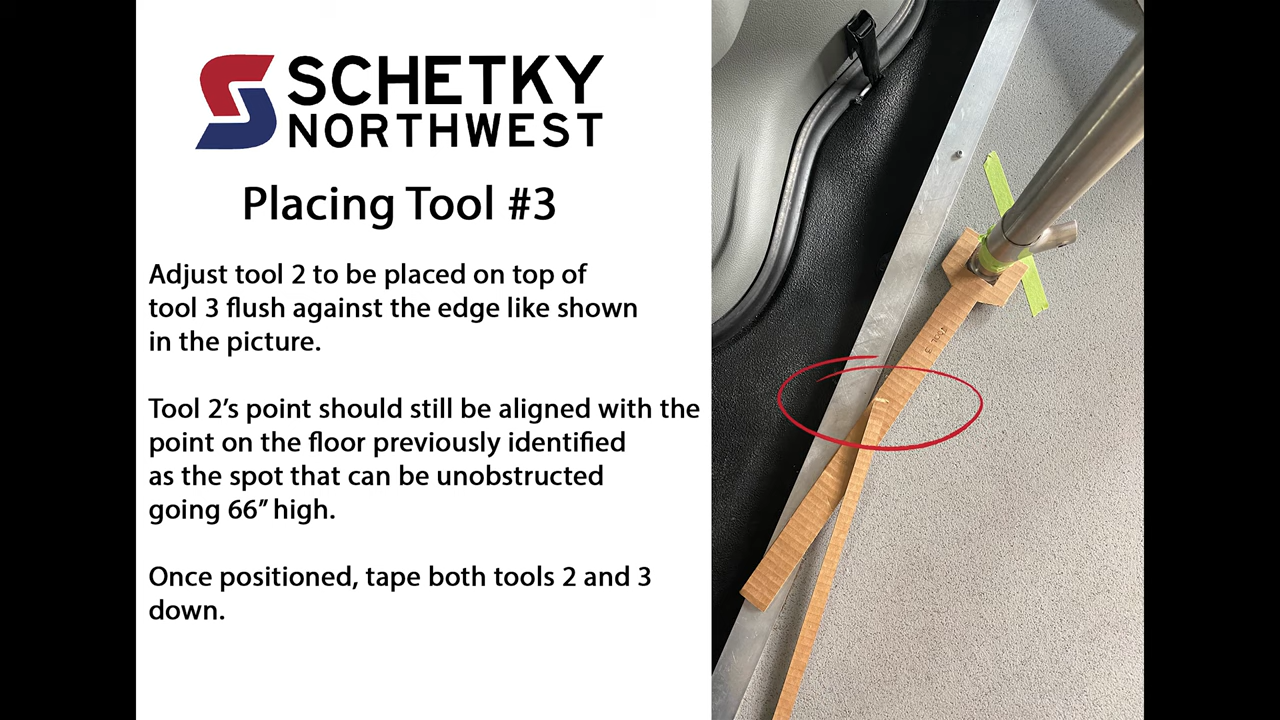 SCHETKY
NORTHWEST
Placing Tool #3
Adjust tool 2 to be placed on top of
tool 3 flush against the edge like shown
in the picture.
Tool 2’s point should still be aligned with the
point on the floor previously identified
as the spot that can be unobstructed
going 66” high.
Once positioned, tape both tools 2 and 3
down.
TOOL 3